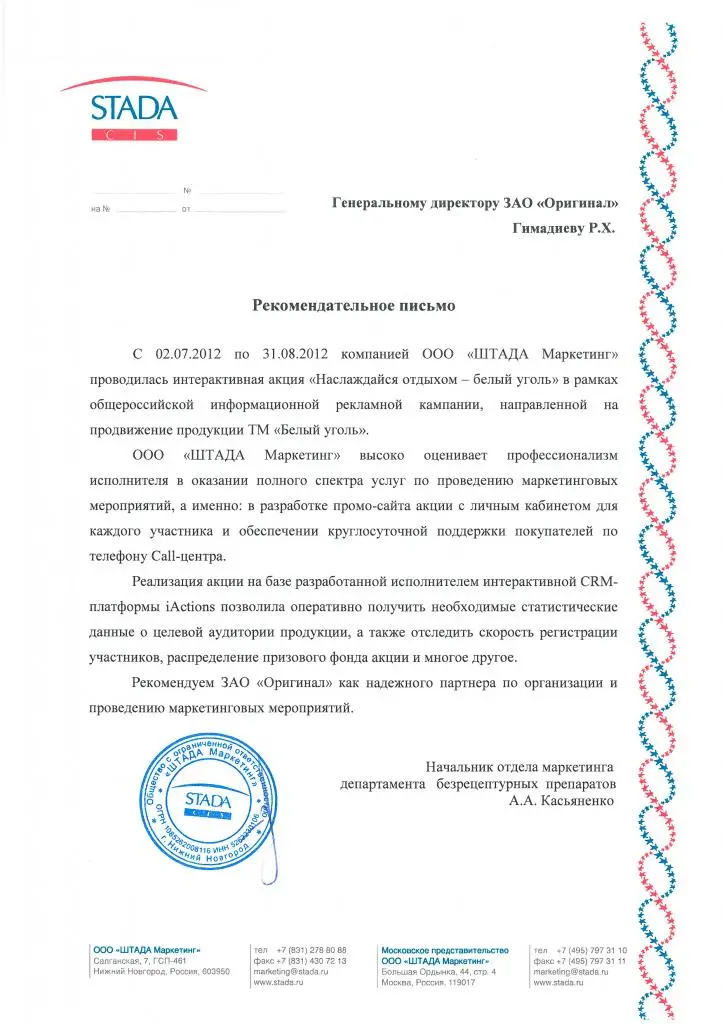 STADA
CIS
№
на № от
Генеральному директору ЗАО «Оригинал»
Гимадиеву Р.Х.
Рекомендательное письмо
С 02.07.2012 по 31.08.2012 компанией ООО «ШТАДА Маркетинг»
проводилась интерактивная акция «Наслаждайся отдыхом – белый уголь» в рамках
общероссийской информационной рекламной кампании, направленной на
продвижение продукции ТМ «Белый уголь».
ООО «ШТАДА Маркетинг» высоко оценивает профессионализм
исполнителя в оказании полного спектра услуг по проведению маркетинговых
мероприятий, а именно: в разработке промо-сайта акции с личным кабинетом для
каждого участника и обеспечении круглосуточной поддержки покупателей по
телефону Call-центра.
Реализация акции на базе разработанной исполнителем интерактивной CRM-
платформы iActions позволила оперативно получить необходимые статистические
данные о целевой аудитории продукции, а также отследить скорость регистрации
участников, распределение призового фонда акции и многое другое.
Рекомендуем ЗАО «Оригинал» как надежного партнера по организации и
проведению маркетинговых мероприятий.
Начальник отдела маркетинга
департамента безрецептурных препаратов
А.А. Касьяненко
Общество с ограниченной ответственностью
«ШТАДА Маркетинг»
STADA
CIS
ОГРН 1085262008116 ИНН
г. Нижний Новгород
ООО «ШТАДА Маркетинг»
Салганская, 7, ГСП-461
Нижний Новгород, Россия, 603950
тел +7 (831) 278 80 88
факс +7 (831) 430 72 13
marketing@stada.ru
www.stada.ru
Московское представительство
ООО «ШТАДА Маркетинг»
Большая Ордынка, 44, стр. 4
Москва, Россия, 119017
тел +7 (495) 797 31 10
факс +7 (495) 797 31 11
marketing@stada.ru
www.stada.ru